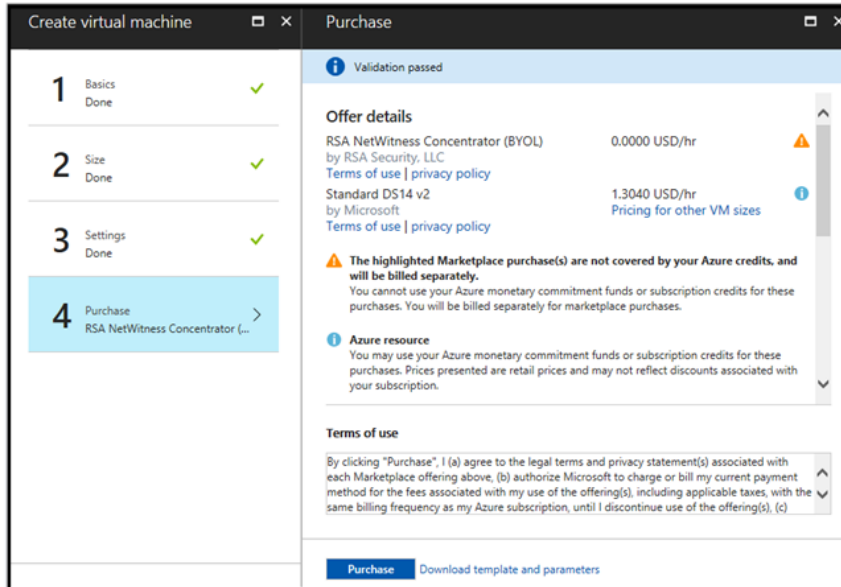 Create virtual machine
Purchase
1
Basics
Done
2
Size
Done
3
Settings
Done
4
Purchase
RSA NetWitness Concentrator (...
Validation passed
Offer details
RSA NetWitness Concentrator (BYOL) 0.0000 USD/hr
by RSA Security, LLC
Terms of use | privacy policy
Standard DS14 v2 1.3040 USD/hr
by Microsoft Pricing for other VM sizes
Terms of use | privacy policy
The highlighted Marketplace purchase(s) are not covered by your Azure credits, and
will be billed separately.
You cannot use your Azure monetary commitment funds or subscription credits for these
purchases. You will be billed separately for marketplace purchases.
Azure resource
You may use your Azure monetary commitment funds or subscription credits for these
purchases. Prices presented are retail prices and may not reflect discounts associated with
your subscription.
Terms of use
By clicking "Purchase", I (a) agree to the legal terms and privacy statement(s) associated with
each Marketplace offering above, (b) authorize Microsoft to charge or bill my current payment
method for the fees associated with my use of the offering(s), including applicable taxes, with the
same billing frequency as my Azure subscription, until I discontinue use of the offering(s), (c)
Purchase Download template and parameters